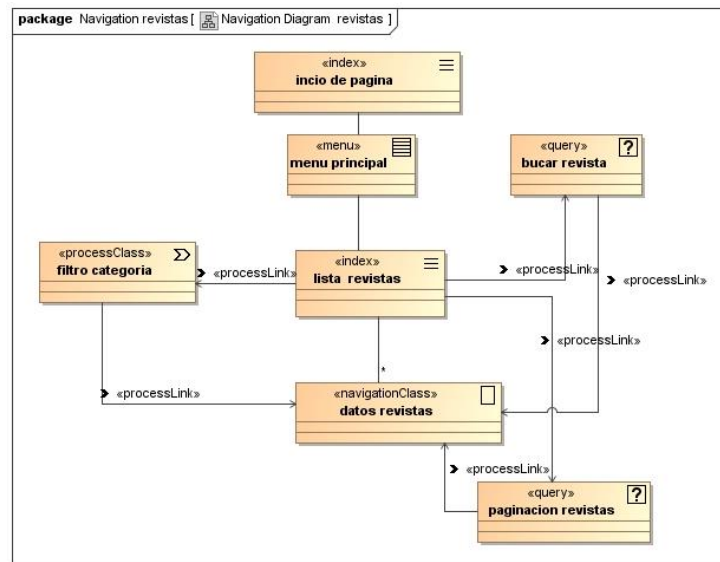 package Navigation revistas [ Navigation Diagram revistas ]
«index»
incio de pagina
«menu»
menu principal
«query»
bucar revista
?
«processClass»
filtro categoria
«processLink»
«index»
lista revistas
«processLink»
«processLink»
«processLink»
*
«processLink»
«navigationClass»
datos revistas
«processLink»
«query»
paginacion revistas
?